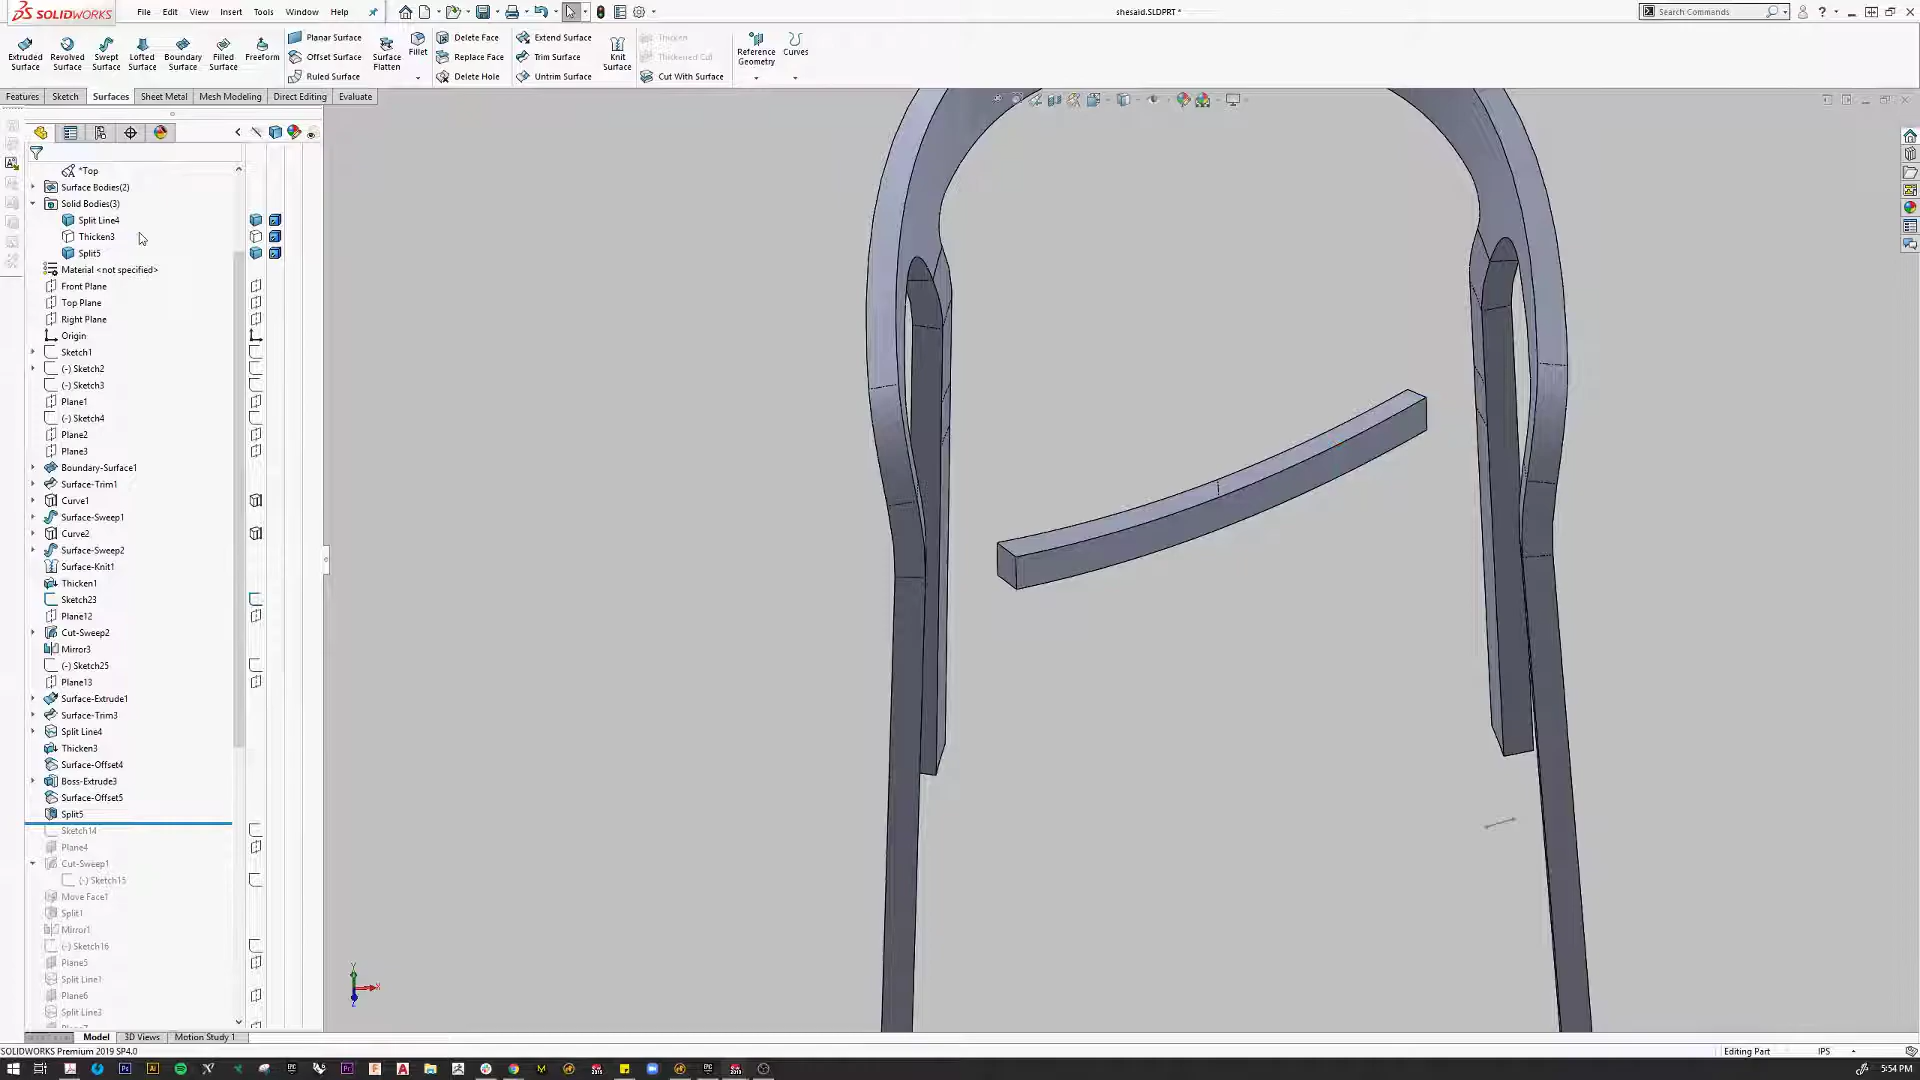 SOLIDWORKS
File Edit View Insert Tools Window Help
shesaid.SLDPRT *
Search Commands
Extruded Surface
Revolved Surface
Swept Surface
Lofted Surface
Boundary Surface
Filled Surface
Freeform
Planar Surface
Offset Surface
Ruled Surface
Surface Flatten
Fillet
Delete Face
Replace Face
Delete Hole
Extend Surface
Trim Surface
Untrim Surface
Knit Surface
Thicken
Thickened Cut
Cut With Surface
Reference Geometry
Curves
Features Sketch Surfaces Sheet Metal Mesh Modeling Direct Editing Evaluate
*Top
Surface Bodies(2)
Solid Bodies(3)
Split Line4
Thicken3
Split5
Material <not specified>
Front Plane
Top Plane
Right Plane
Origin
Sketch1
(-) Sketch2
(-) Sketch3
Plane1
(-) Sketch4
Plane2
Plane3
Boundary-Surface1
Surface-Trim1
Curve1
Surface-Sweep1
Curve2
Surface-Sweep2
Surface-Knit1
Thicken1
Sketch23
Plane12
Cut-Sweep2
Mirror3
(-) Sketch25
Plane13
Surface-Extrude1
Surface-Trim3
Split Line4
Thicken3
Surface-Offset4
Boss-Extrude3
Surface-Offset5
Split5
Sketch14
Plane4
Cut-Sweep1
(-) Sketch15
Move Face1
Split1
Mirror1
(-) Sketch16
Plane5
Split Line1
Plane6
Split Line3
Model 3D Views Motion Study 1
SOLIDWORKS Premium 2019 SP4.0
Editing Part IPS
5:54 PM